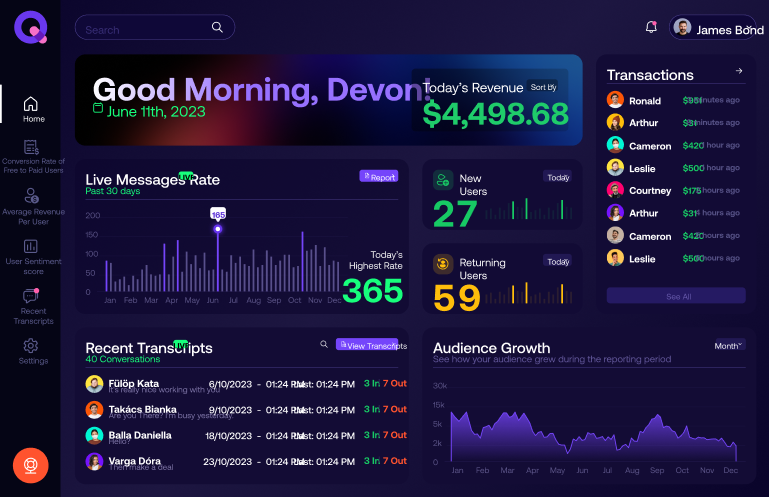 Search
James Bond
Home
Conversion Rate of
Free to Paid Users
Average Revenue
Per User
User Sentiment
score
Recent
Transcripts
Settings
Good Morning, Devon!
June 11th, 2023
Today's Revenue
Sort By
$4,498.68
Transactions
Ronald $931 minutes ago
Arthur $31 minutes ago
Cameron $420 hour ago
Leslie $500 hour ago
Courtney $175 hours ago
Arthur $314 hours ago
Cameron $420 hours ago
Leslie $500 hours ago
See All
Live Messages Rate
LIVE
Past 30 days
Report
200
150
100
50
0
165
Jan Feb Mar Apr May Jun Jul Aug Sep Oct Nov Dec
Today's
Highest Rate
365
New
Users
Today
27
Returning
Users
Today
59
Recent Transcripts
LIVE
40 Conversations
View Transcripts
Fülöp Kata 6/10/2023 - 01:24 PM Last: 01:24 PM 3 In 7 Out
It's really nice working with you
Takács Bianka 9/10/2023 - 01:24 PM Last: 01:24 PM 3 In 7 Out
Are you There? I'm busy yesterday.
Balla Daniella 18/10/2023 - 01:24 PM Last: 01:24 PM 3 In 7 Out
Hello?
Varga Dóra 23/10/2023 - 01:24 PM Last: 01:24 PM 3 In 7 Out
Then make a deal
Audience Growth
Month
See how your audience grew during the reporting period
30k
15k
5k
2k
0
Jan Feb Mar Apr May Jun Jul Aug Sep Oct Nov Dec